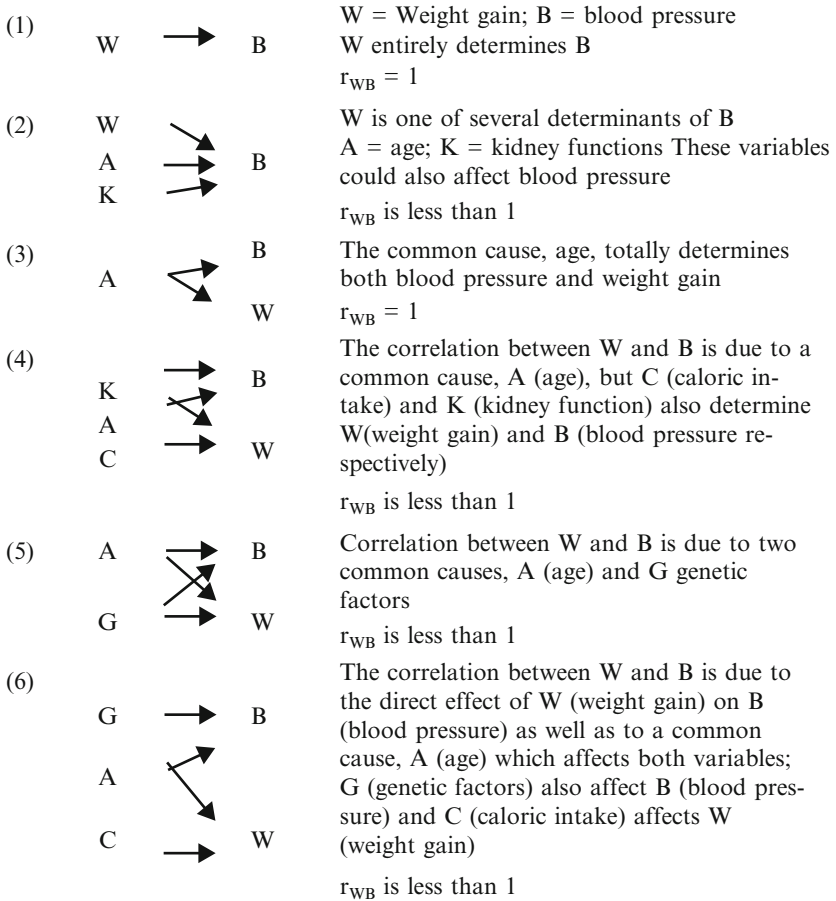 (1)
W B
W = Weight gain; B = blood pressure
W entirely determines B
r_WB = 1
(2)
W
A B
K
W is one of several determinants of B
A = age; K = kidney functions These variables
could also affect blood pressure
r_WB is less than 1
(3)
B
A
W
The common cause, age, totally determines
both blood pressure and weight gain
r_WB = 1
(4)
B
K
A
W
C
The correlation between W and B is due to a
common cause, A (age), but C (caloric in-
take) and K (kidney function) also determine
W(weight gain) and B (blood pressure re-
spectively)
r_WB is less than 1
(5)
A B
G W
Correlation between W and B is due to two
common causes, A (age) and G genetic
factors
r_WB is less than 1
(6)
G B
A
C W
The correlation between W and B is due to
the direct effect of W (weight gain) on B
(blood pressure) as well as to a common
cause, A (age) which affects both variables;
G (genetic factors) also affect B (blood pres-
sure) and C (caloric intake) affects W
(weight gain)
r_WB is less than 1